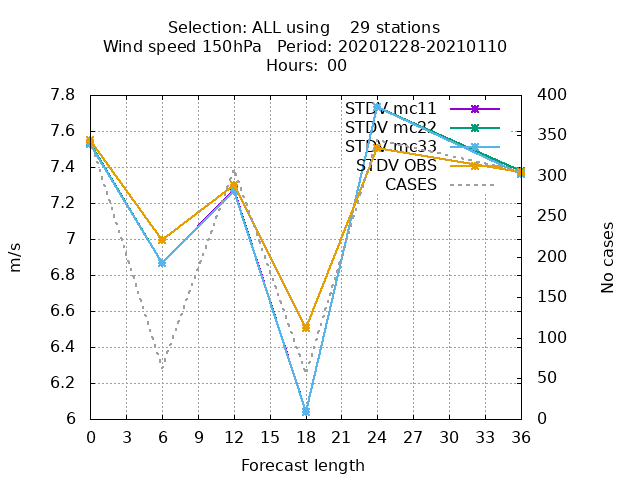 Selection: ALL using    29 stations
Wind speed 150hPa   Period: 20201228-20210110
Hours:  00
7.8
7.6
7.4
7.2
7
6.8
6.6
6.4
6.2
6
m/s
STDV mc11
STDV mc22
STDV mc33
STDV OBS
CASES
400
350
300
250
200
150
100
50
0
No cases
0 3 6 9 12 15 18 21 24 27 30 33 36
Forecast length